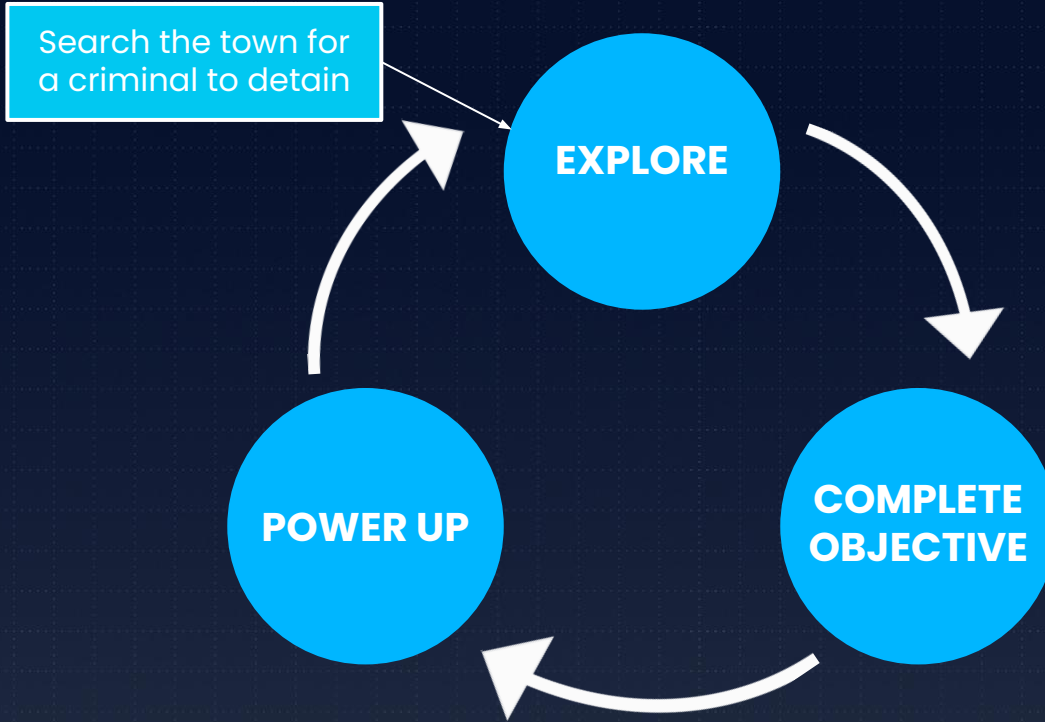 Search the town for
a criminal to detain
EXPLORE
POWER UP
COMPLETE
OBJECTIVE